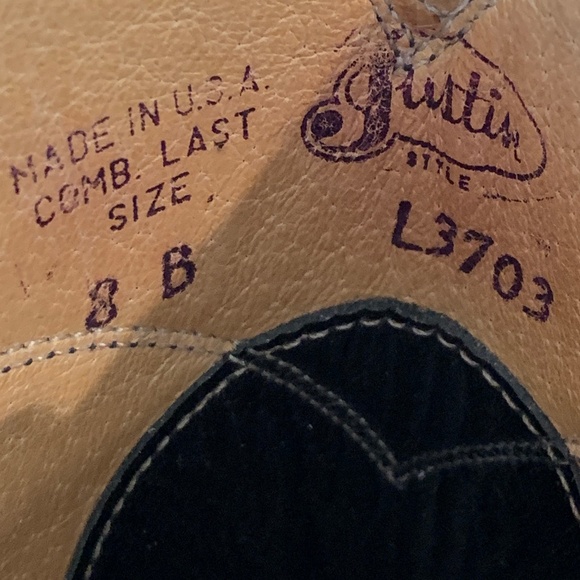 MADE IN U.S.A.
COMB. LAST
SIZE
8 B
Justin
STYLE
L3703